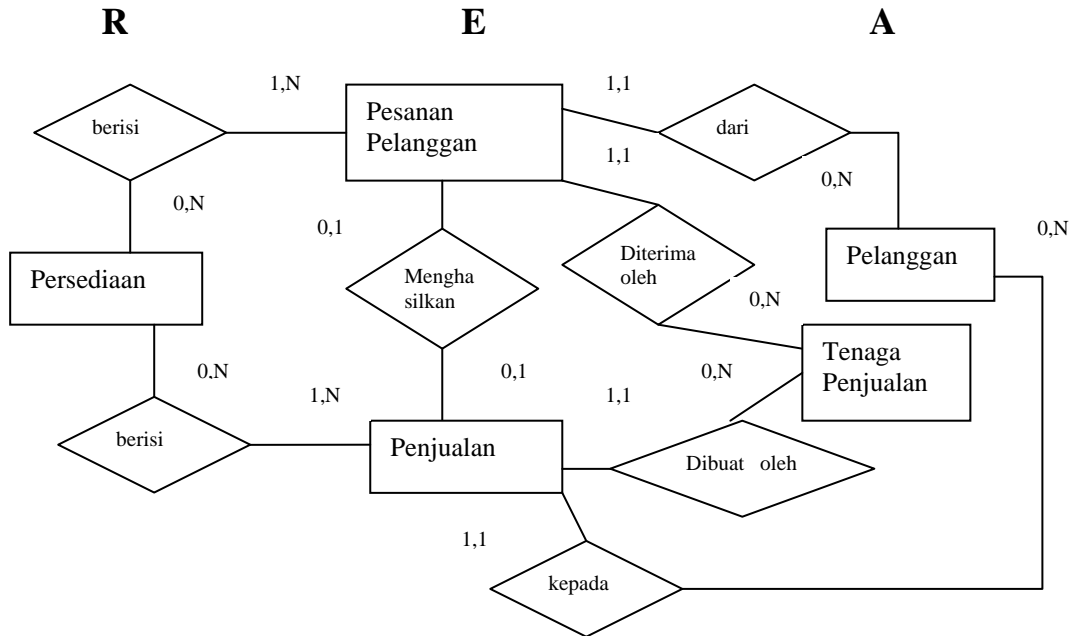 R E A
1,N
1,1
Pesanan
Pelanggan
berisi
dari
1,1
0,N
0,N
0,1
0,N
Persediaan
Mengha
silkan
Diterima
oleh
Pelanggan
0,N
0,N
0,1
0,N
Tenaga
Penjualan
1,N
1,1
berisi
Penjualan
Dibuat oleh
1,1
kepada